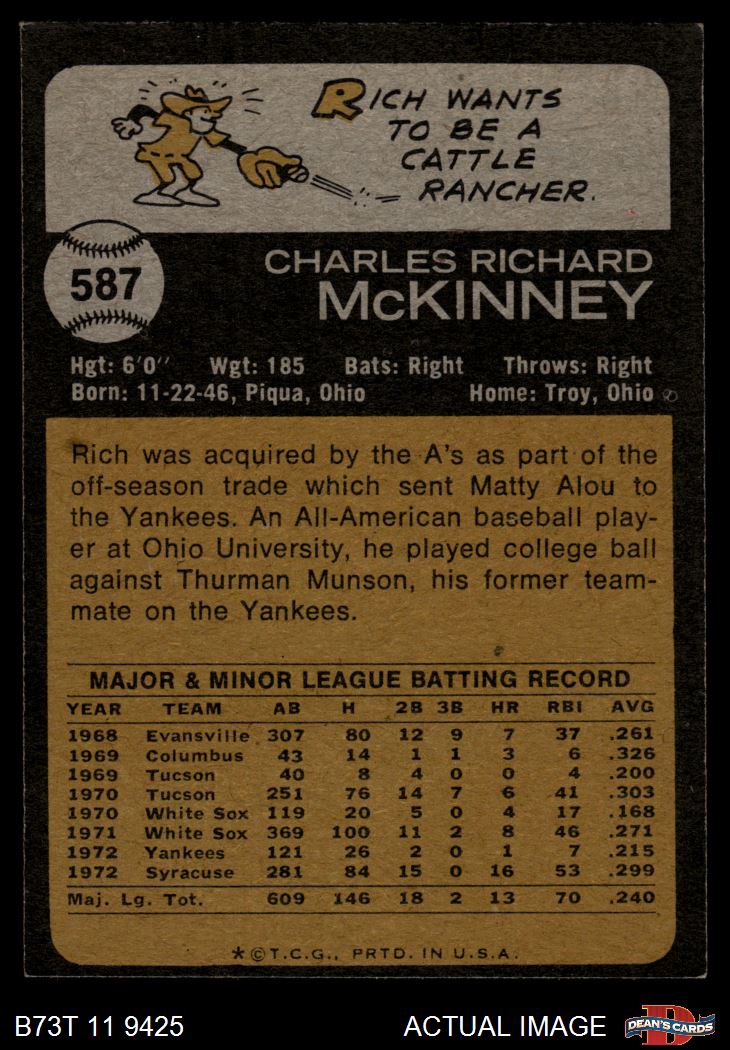 RICH WANTS
TO BE A
CATTLE
RANCHER.
587
CHARLES RICHARD
McKINNEY
Hgt: 6'0" Wgt: 185 Bats: Right Throws: Right
Born: 11-22-46, Piqua, Ohio Home: Troy, Ohio
Rich was acquired by the A's as part of the
off-season trade which sent Matty Alou to
the Yankees. An All-American baseball play-
er at Ohio University, he played college ball
against Thurman Munson, his former team-
mate on the Yankees.
MAJOR & MINOR LEAGUE BATTING RECORD
YEAR TEAM AB H 2B 3B HR RBI AVG
1968 Evansville 307 80 12 9 7 37 .261
1969 Columbus 43 14 1 1 3 6 .326
1969 Tucson 40 8 4 0 0 4 .200
1970 Tucson 251 76 14 7 6 41 .303
1970 White Sox 119 20 5 0 4 17 .168
1971 White Sox 369 100 11 2 8 46 .271
1972 Yankees 121 26 2 0 1 7 .215
1972 Syracuse 281 84 15 0 16 53 .299
Maj. Lg. Tot. 609 146 18 2 13 70 .240
*©T.C.G., PRTD. IN U.S.A.
B73T 11 9425 ACTUAL IMAGE
D
DEAN'S CARDS